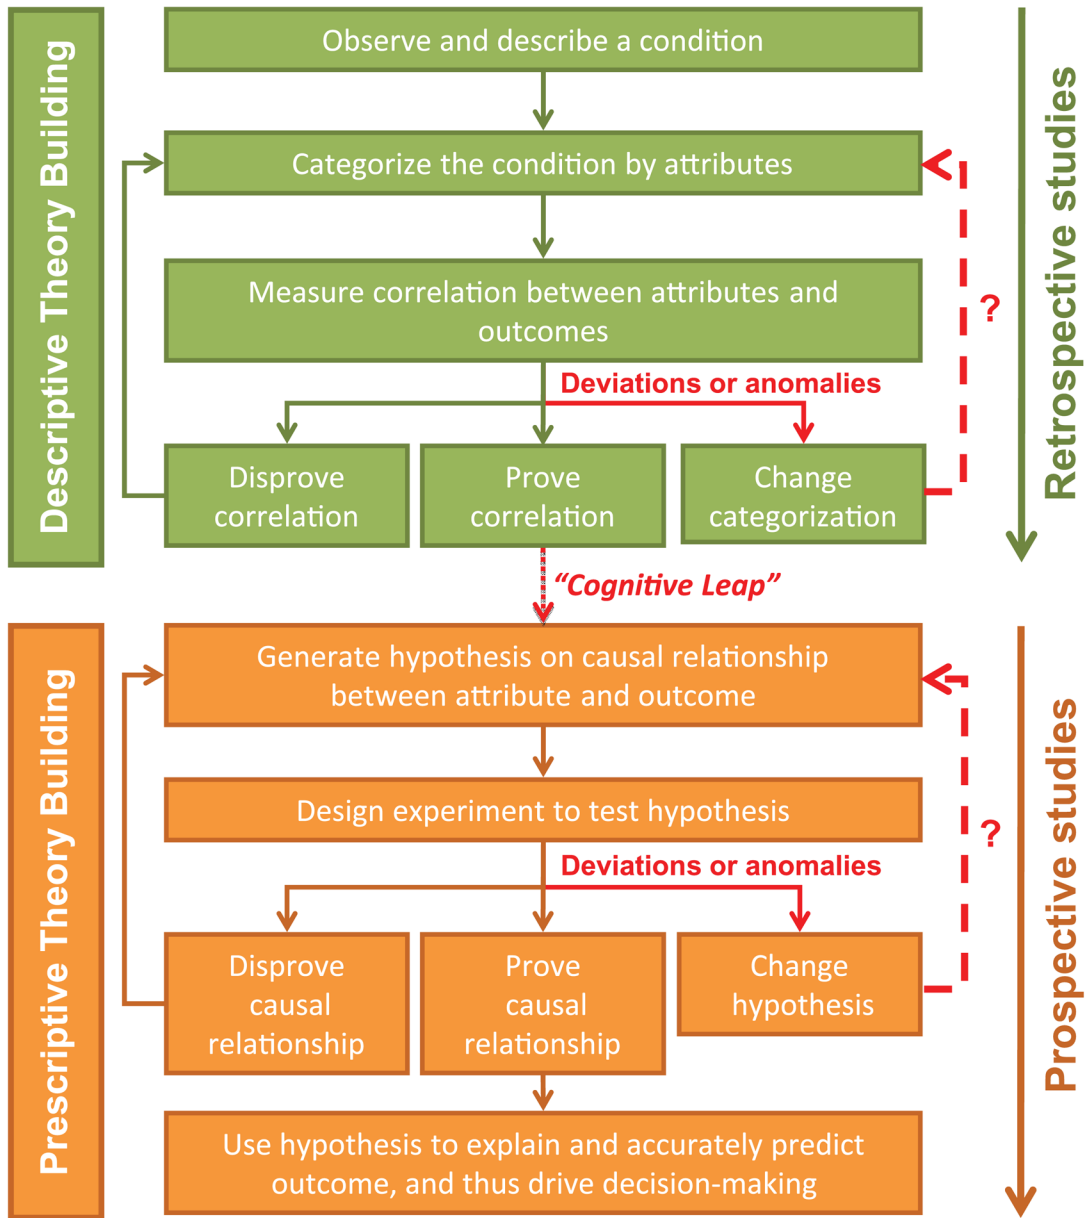 Descriptive Theory Building
Observe and describe a condition
Categorize the condition by attributes
Measure correlation between attributes and
outcomes
Deviations or anomalies
Disprove
correlation
Prove
correlation
Change
categorization
?
Retrospective studies
“Cognitive Leap”
Prescriptive Theory Building
Generate hypothesis on causal relationship
between attribute and outcome
Design experiment to test hypothesis
Deviations or anomalies
Disprove
causal
relationship
Prove
causal
relationship
Change
hypothesis
?
Prospective studies
Use hypothesis to explain and accurately predict
outcome, and thus drive decision-making